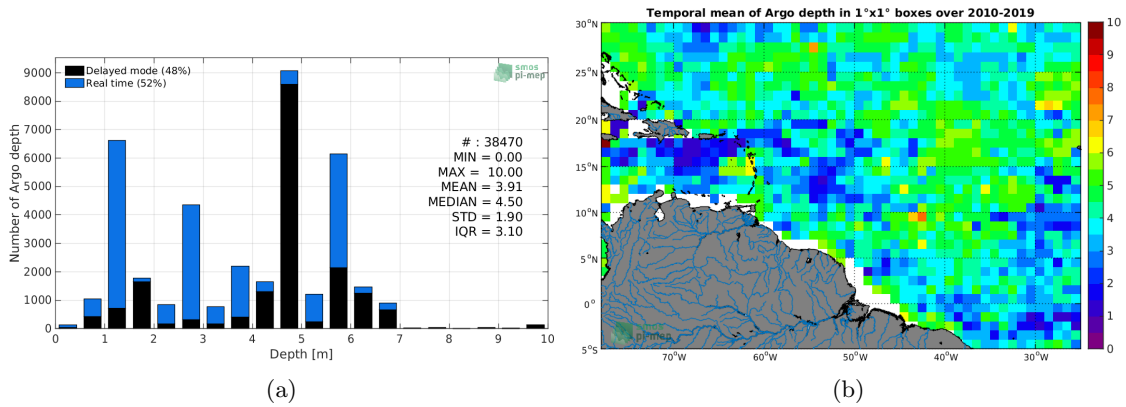 Delayed mode (48%)
Real time (52%)
smos
pi-mep
# : 38470
MIN = 0.00
MAX = 10.00
MEAN = 3.91
MEDIAN = 4.50
STD = 1.90
IQR = 3.10
Number of Argo depth
9000
8000
7000
6000
5000
4000
3000
2000
1000
0
0 1 2 3 4 5 6 7 8 9 10
Depth [m]
(a)
Temporal mean of Argo depth in 1°x1° boxes over 2010-2019
30°N
25°N
20°N
15°N
10°N
5°N
0°
5°S
70°W 60°W 50°W 40°W 30°W
smos
pi-mep
10
9
8
7
6
5
4
3
2
1
0
(b)